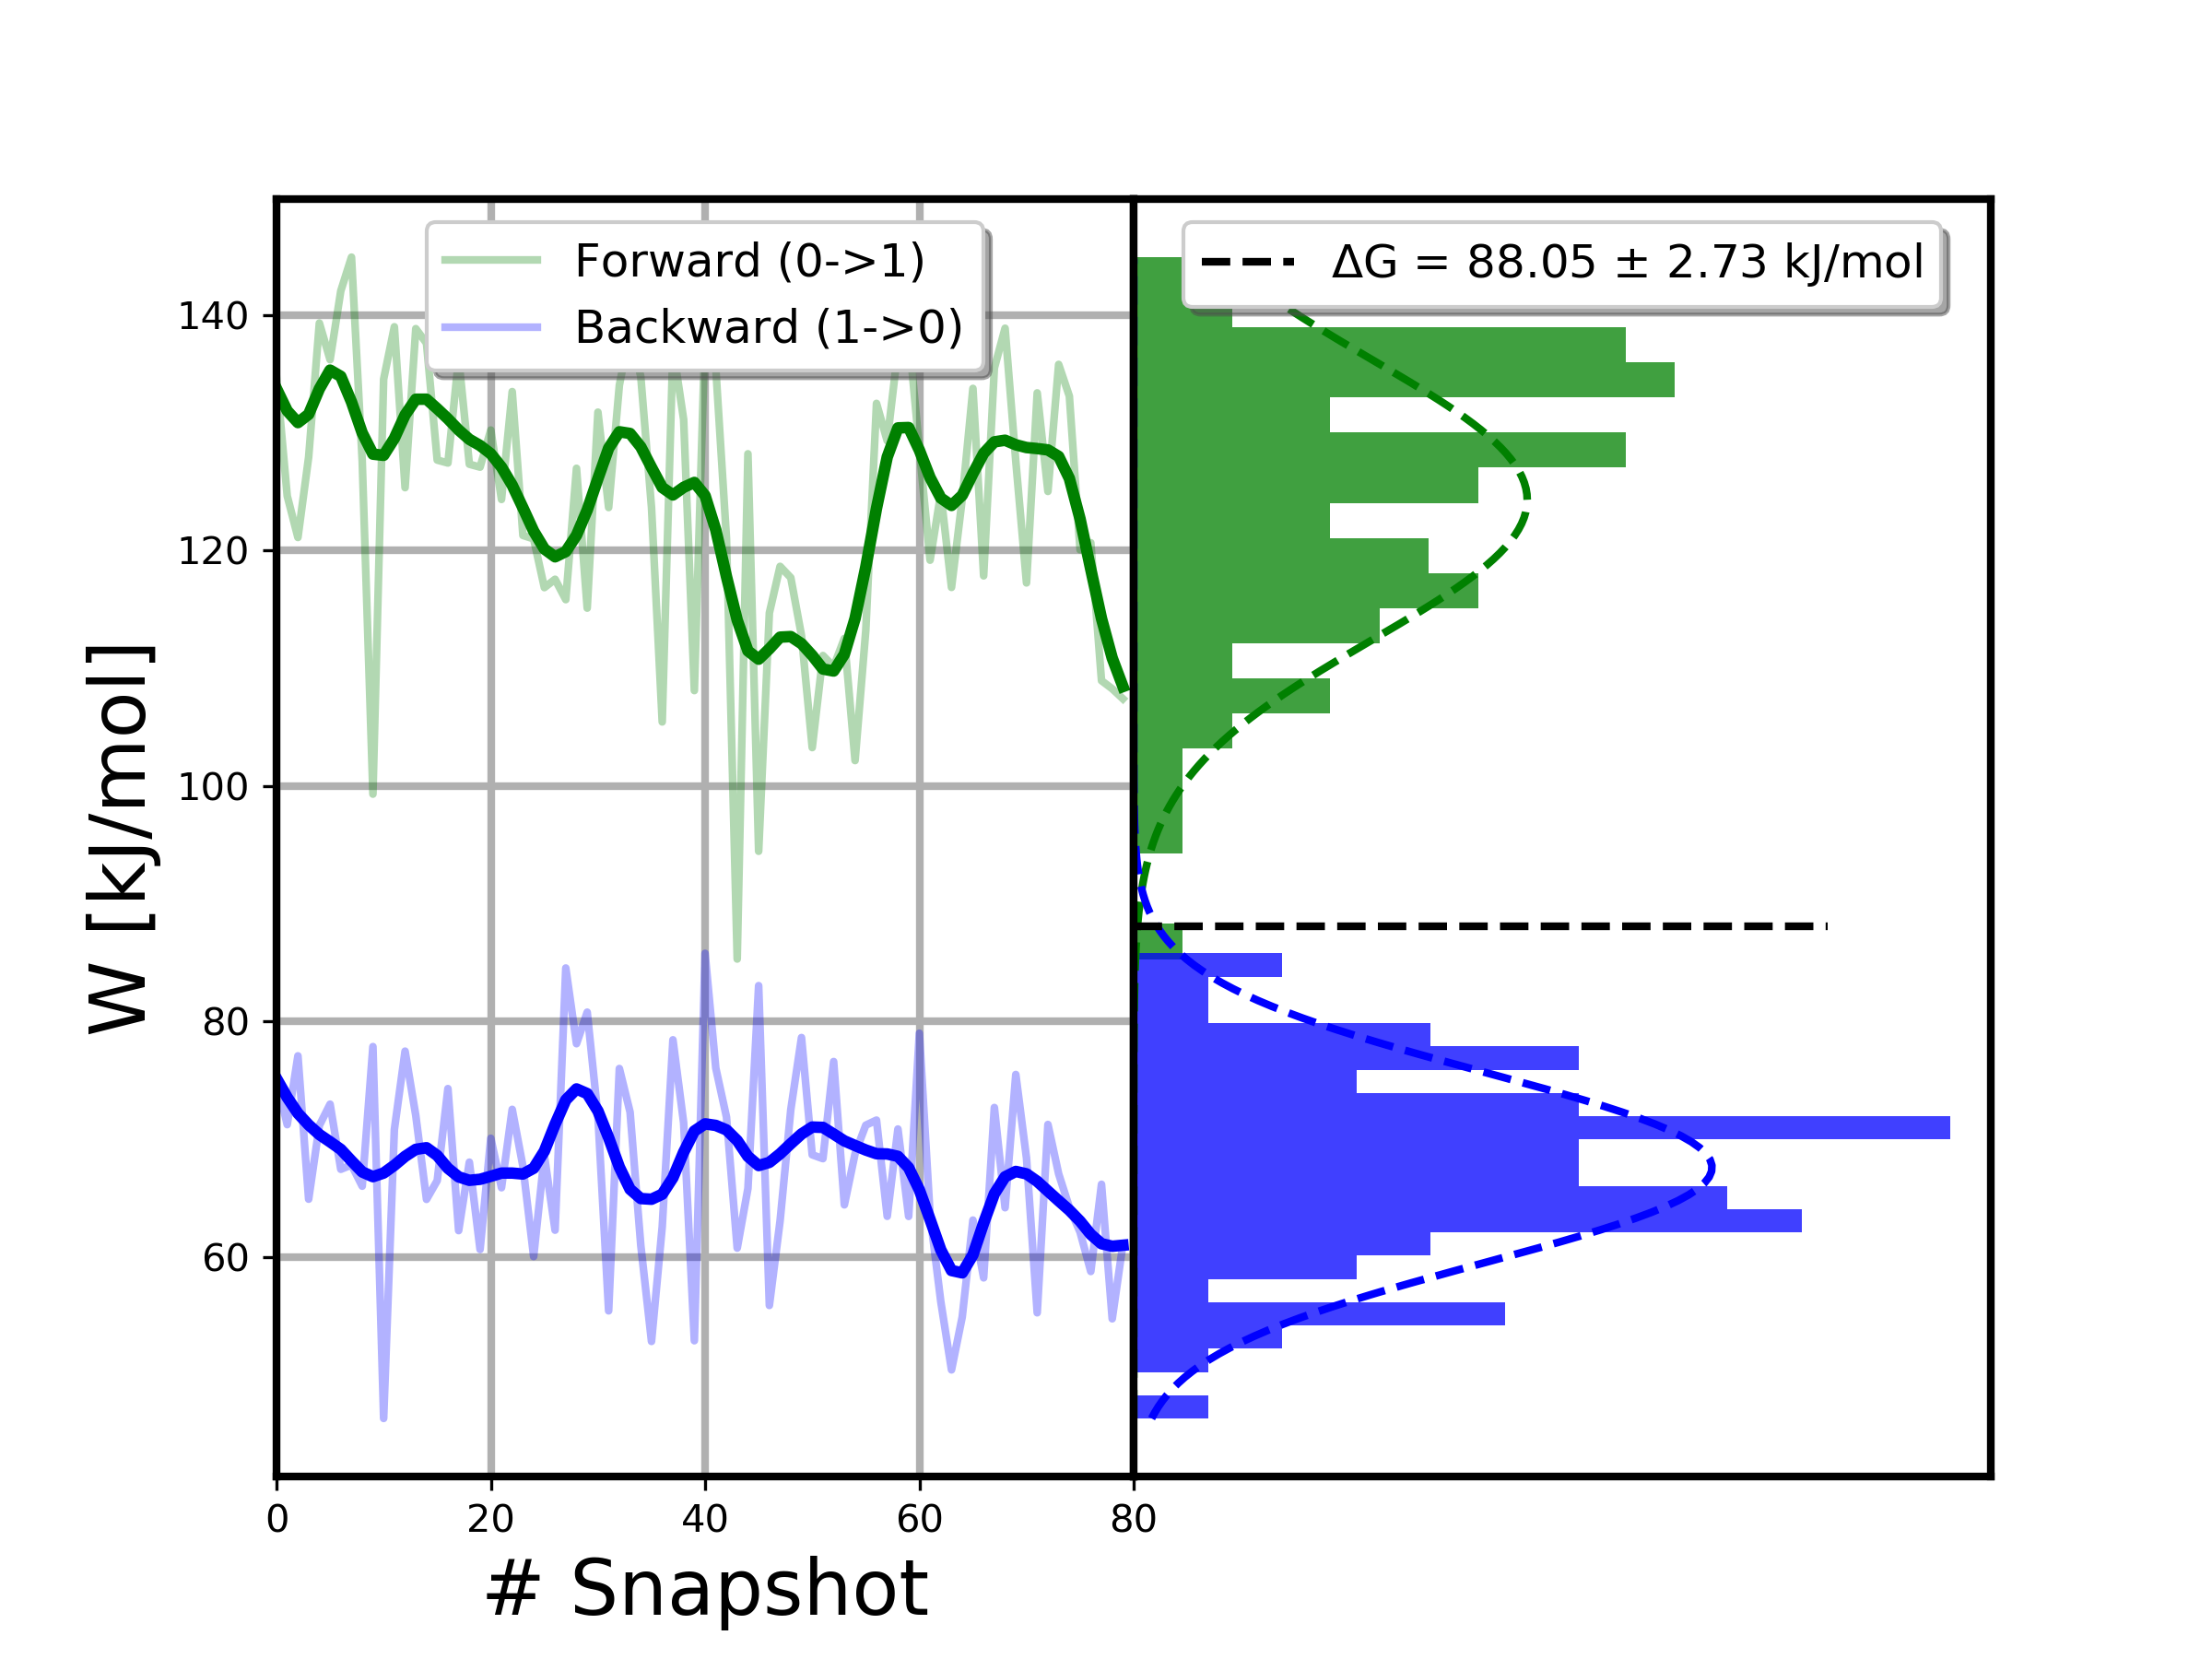 Forward (0->1)
Backward (1->0)
ΔG = 88.05 ± 2.73 kJ/mol
W [kJ/mol]
140
120
100
80
60
0 20 40 60 80
# Snapshot